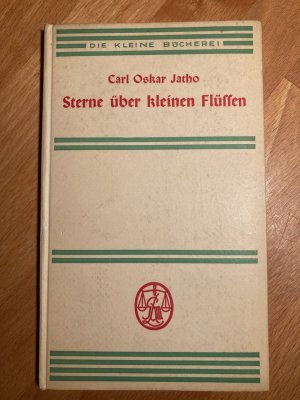 DIE KLEINE BÜCHEREI
Carl Oskar Jatho
Sterne über kleinen Flüssen